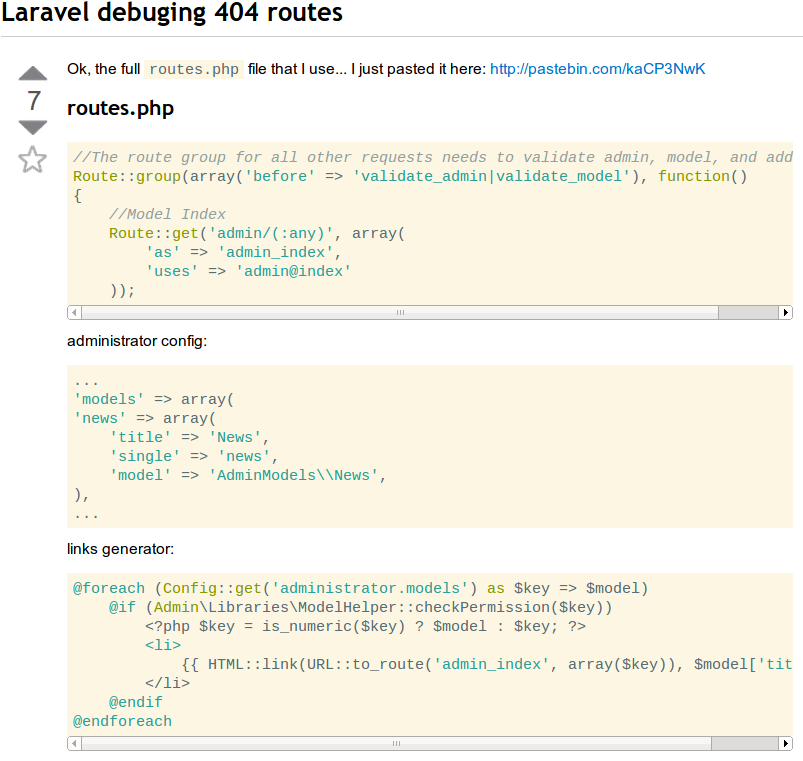 Laravel debuging 404 routes
Ok, the full routes.php file that I use... I just pasted it here: http://pastebin.com/kaCP3NwK
7
routes.php
//The route group for all other requests needs to validate admin, model, and add
Route::group(array('before' => 'validate_admin|validate_model'), function()
{
    //Model Index
    Route::get('admin/(:any)', array(
        'as' => 'admin_index',
        'uses' => 'admin@index'
    ));
administrator config:
...
'models' => array(
'news' => array(
    'title' => 'News',
    'single' => 'news',
    'model' => 'AdminModels\\News',
),
...
links generator:
@foreach (Config::get('administrator.models') as $key => $model)
    @if (Admin\Libraries\ModelHelper::checkPermission($key))
        <?php $key = is_numeric($key) ? $model : $key; ?>
        <li>
            {{ HTML::link(URL::to_route('admin_index', array($key)), $model['tit
        </li>
    @endif
@endforeach